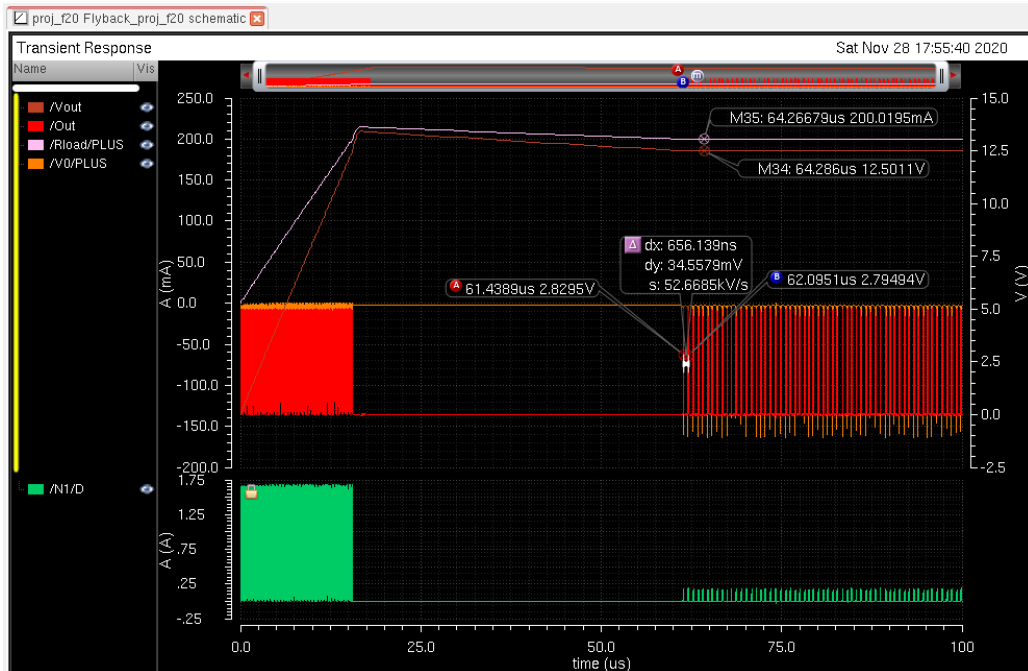 proj_f20 Flyback_proj_f20 schematic
Transient Response
Sat Nov 28 17:55:40 2020
Name Vis
/Vout
/Out
/Rload/PLUS
/V0/PLUS
/N1/D
A
B
m
250.0
200.0
150.0
100.0
50.0
0.0
-50.0
-100.0
-150.0
-200.0
A (mA)
15.0
12.5
10.0
7.5
5.0
2.5
0.0
-2.5
V (V)
M35: 64.26679us 200.0195mA
M34: 64.286us 12.5011V
Δ dx: 656.139ns
dy: 34.5579mV
s: 52.6685kV/s
A 61.4389us 2.8295V
B 62.0951us 2.79494V
1.75
1.25
.75
.25
-.25
A (A)
0.0 25.0 50.0 75.0 100
time (us)